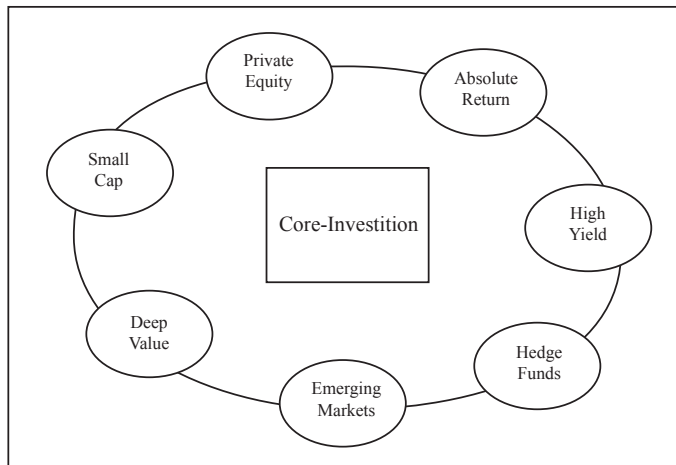 Private
Equity
Absolute
Return
Small
Cap
Core-Investition
High
Yield
Deep
Value
Hedge
Funds
Emerging
Markets